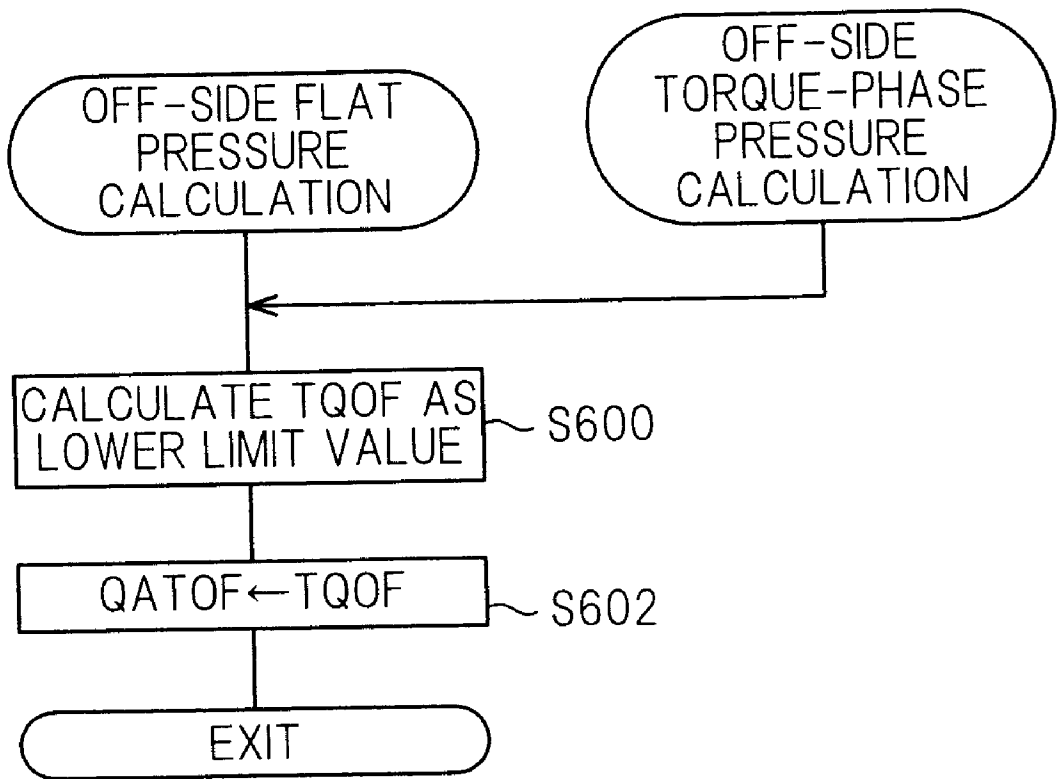 OFF-SIDE FLAT
PRESSURE
CALCULATION
OFF-SIDE
TORQUE-PHASE
PRESSURE
CALCULATION
CALCULATE TQOF AS
LOWER LIMIT VALUE
S600
QATOF←TQOF
S602
EXIT